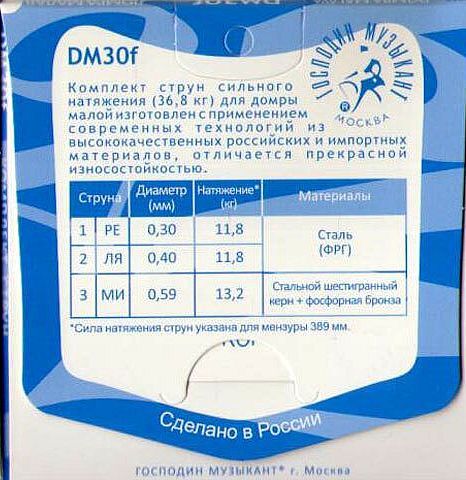 DM30f
ГОСПОДИН МУЗЫКАНТ
®
МОСКВА
Комплект струн сильного
натяжения (36,8 кг) для домры
малой изготовлен с применением
современных технологий из
высококачественных российских и импортных
материалов, отличается прекрасной
износостойкостью.
Струна Диаметр (мм) Натяжение* (кг) Материалы
1 РЕ 0,30 11,8 Сталь (ФРГ)
2 ЛЯ 0,40 11,8
3 МИ 0,59 13,2 Стальной шестигранный керн + фосфорная бронза
*Сила натяжения струн указана для мензуры 389 мм.
Сделано в России
ГОСПОДИН МУЗЫКАНТ® г. Москва